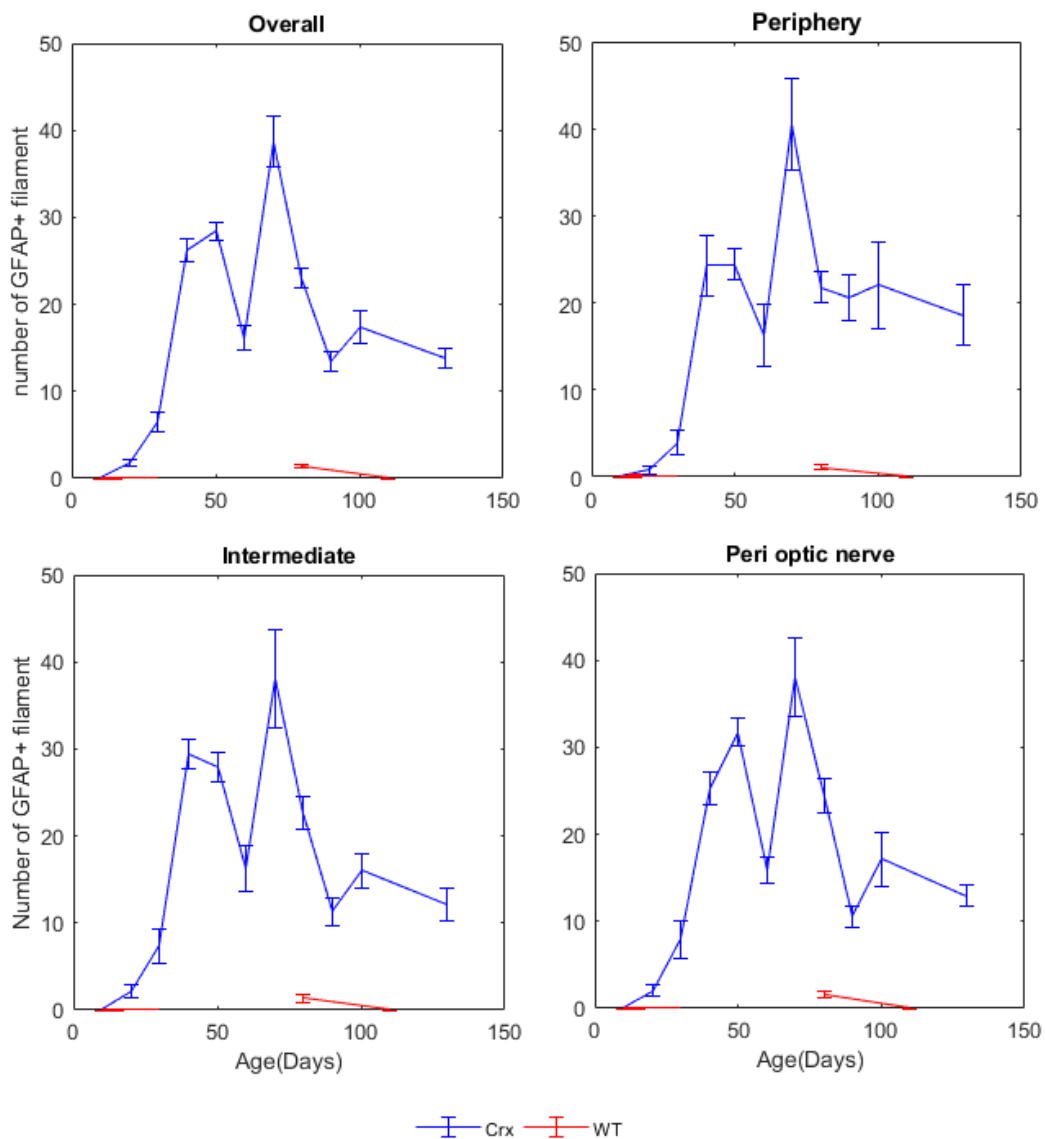 Overall
Periphery
50
40
30
20
10
0
number of GFAP+ filament
0 50 100 150
50
40
30
20
10
0
0 50 100 150
Intermediate
Peri optic nerve
50
40
30
20
10
0
Number of GFAP+ filament
0 50 100 150
Age(Days)
50
40
30
20
10
0
0 50 100 150
Age(Days)
Crx WT